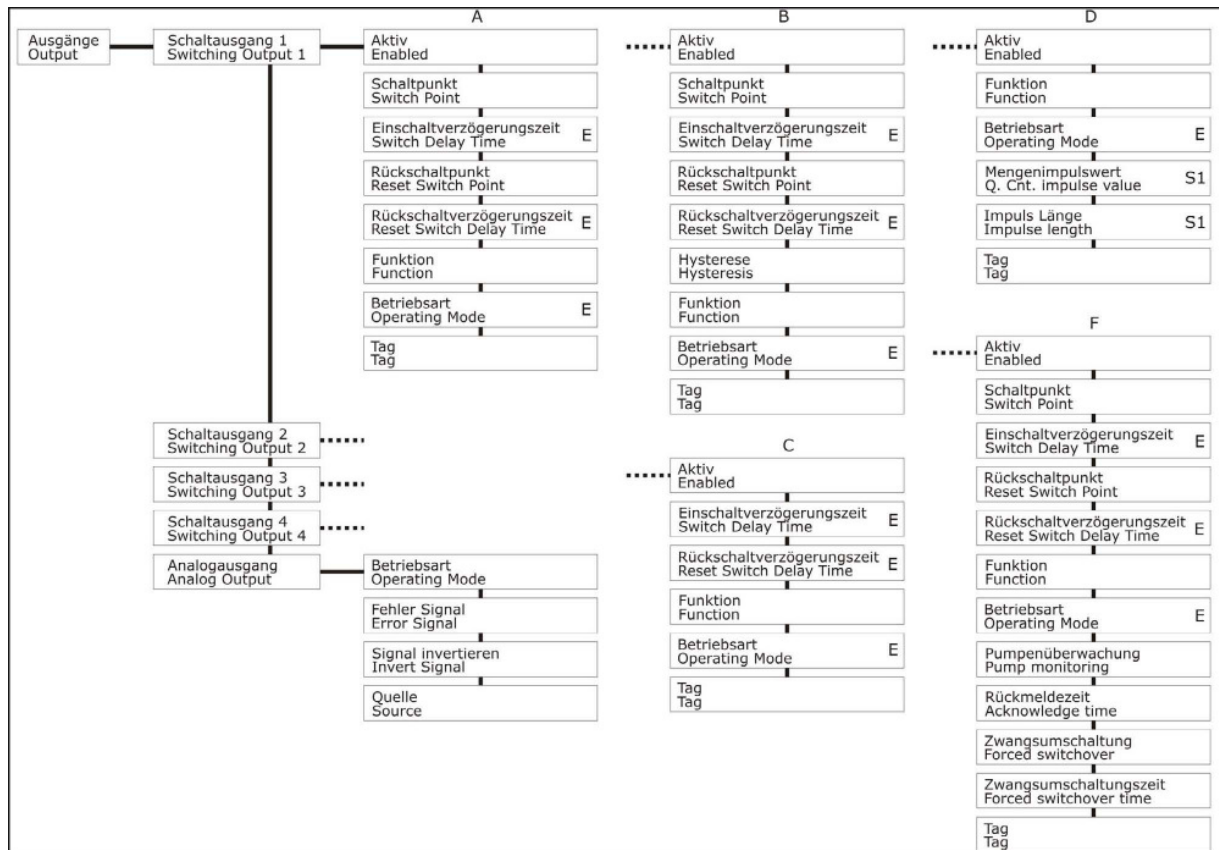 A
Ausgänge
Output
Schaltausgang 1
Switching Output 1
Aktiv
Enabled
Schaltpunkt
Switch Point
Einschaltverzögerungszeit E
Switch Delay Time
Rückschaltpunkt
Reset Switch Point
Rückschaltverzögerungszeit E
Reset Switch Delay Time
Funktion
Function
Betriebsart E
Operating Mode
Tag
Tag
Schaltausgang 2
Switching Output 2
Schaltausgang 3
Switching Output 3
Schaltausgang 4
Switching Output 4
Analogausgang
Analog Output
Betriebsart
Operating Mode
Fehler Signal
Error Signal
Signal invertieren
Invert Signal
Quelle
Source
B
Aktiv
Enabled
Schaltpunkt
Switch Point
Einschaltverzögerungszeit E
Switch Delay Time
Rückschaltpunkt
Reset Switch Point
Rückschaltverzögerungszeit E
Reset Switch Delay Time
Hysterese
Hysteresis
Funktion
Function
Betriebsart E
Operating Mode
Tag
Tag
C
Aktiv
Enabled
Einschaltverzögerungszeit E
Switch Delay Time
Rückschaltverzögerungszeit E
Reset Switch Delay Time
Funktion
Function
Betriebsart E
Operating Mode
Tag
Tag
D
Aktiv
Enabled
Funktion
Function
Betriebsart E
Operating Mode
Mengenimpulswert S1
Q. Cnt. impulse value
Impuls Länge S1
Impulse length
Tag
Tag
F
Aktiv
Enabled
Schaltpunkt
Switch Point
Einschaltverzögerungszeit E
Switch Delay Time
Rückschaltpunkt
Reset Switch Point
Rückschaltverzögerungszeit E
Reset Switch Delay Time
Funktion
Function
Betriebsart E
Operating Mode
Pumpenüberwachung
Pump monitoring
Rückmeldezeit
Acknowledge time
Zwangsumschaltung
Forced switchover
Zwangsumschaltungszeit
Forced switchover time
Tag
Tag